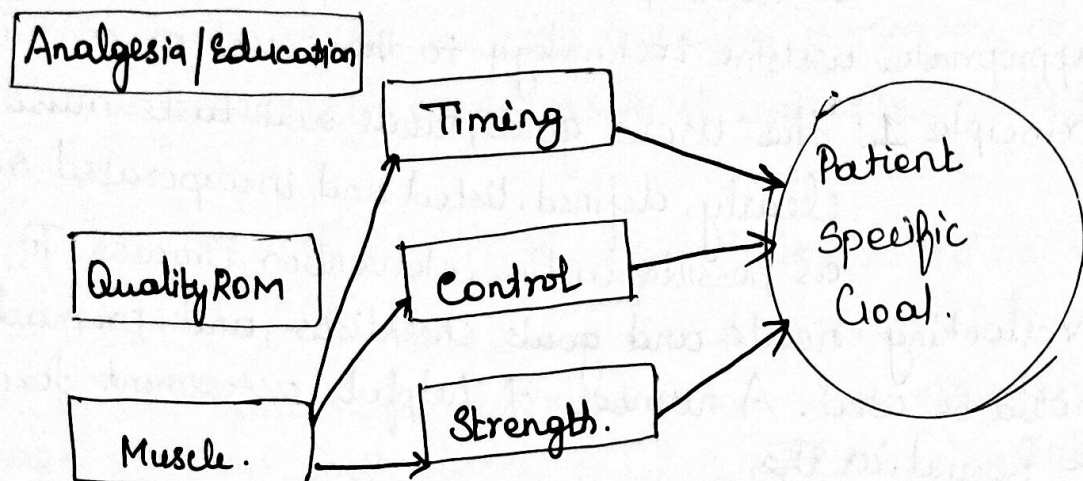 Analgesia/Education
Timing
Quality ROM
Control
Muscle.
Strength.
Patient
Specific
Goal.